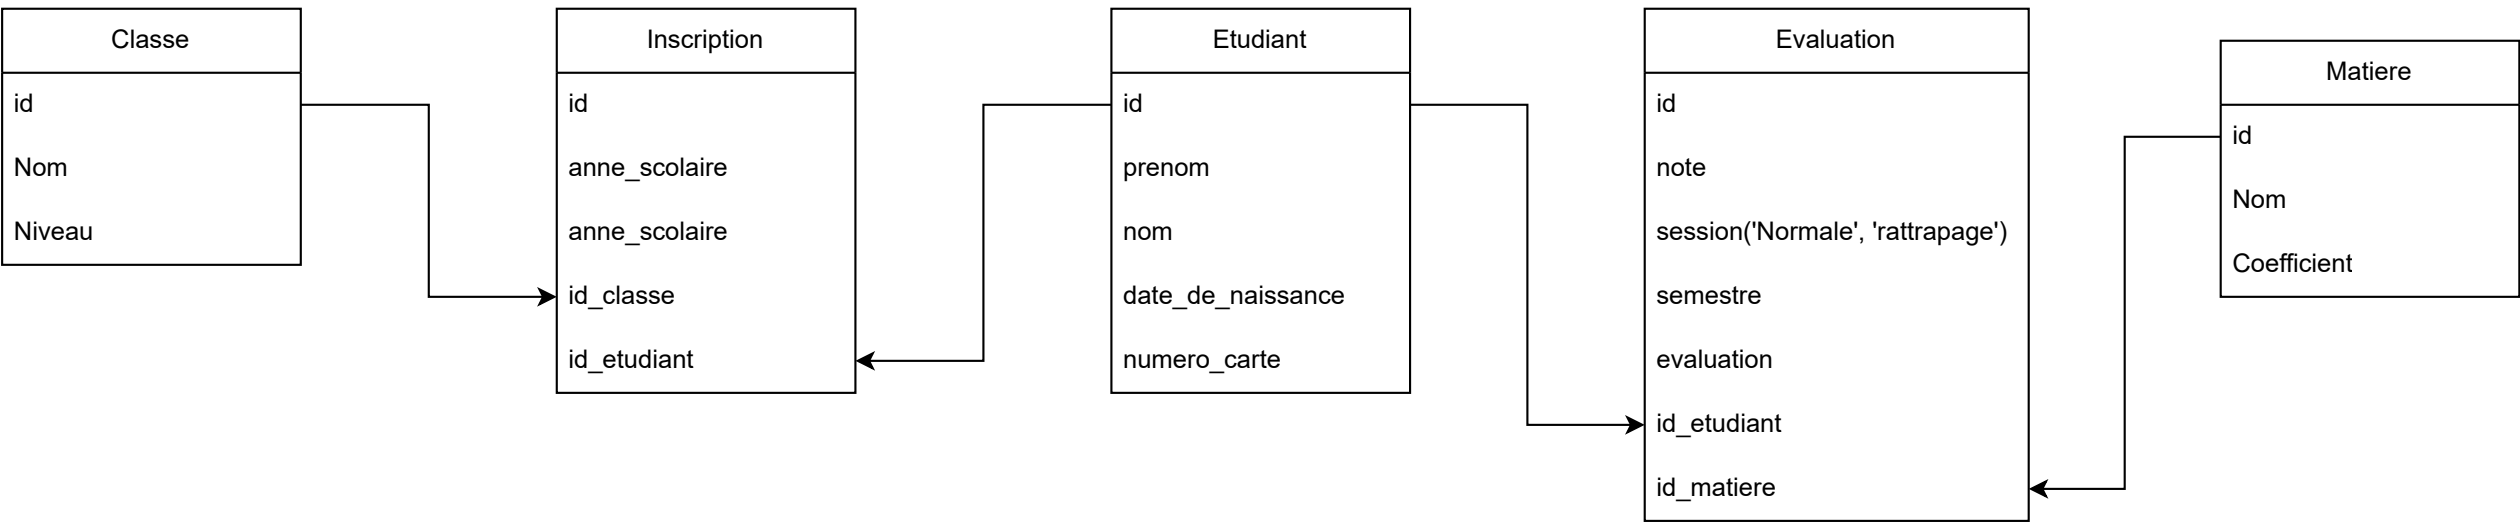 Classe
id
Nom
Niveau
Inscription
id
anne_scolaire
anne_scolaire
id_classe
id_etudiant
Etudiant
id
prenom
nom
date_de_naissance
numero_carte
Evaluation
id
note
session('Normale', 'rattrapage')
semestre
evaluation
id_etudiant
id_matiere
Matiere
id
Nom
Coefficient